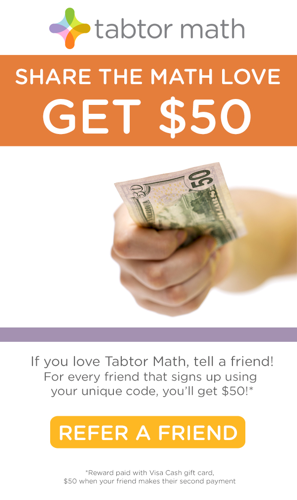 tabtor math
SHARE THE MATH LOVE
GET $50
50
If you love Tabtor Math, tell a friend!
For every friend that signs up using
your unique code, you'll get $50!*
REFER A FRIEND
*Reward paid with Visa Cash gift card,
$50 when your friend makes their second payment